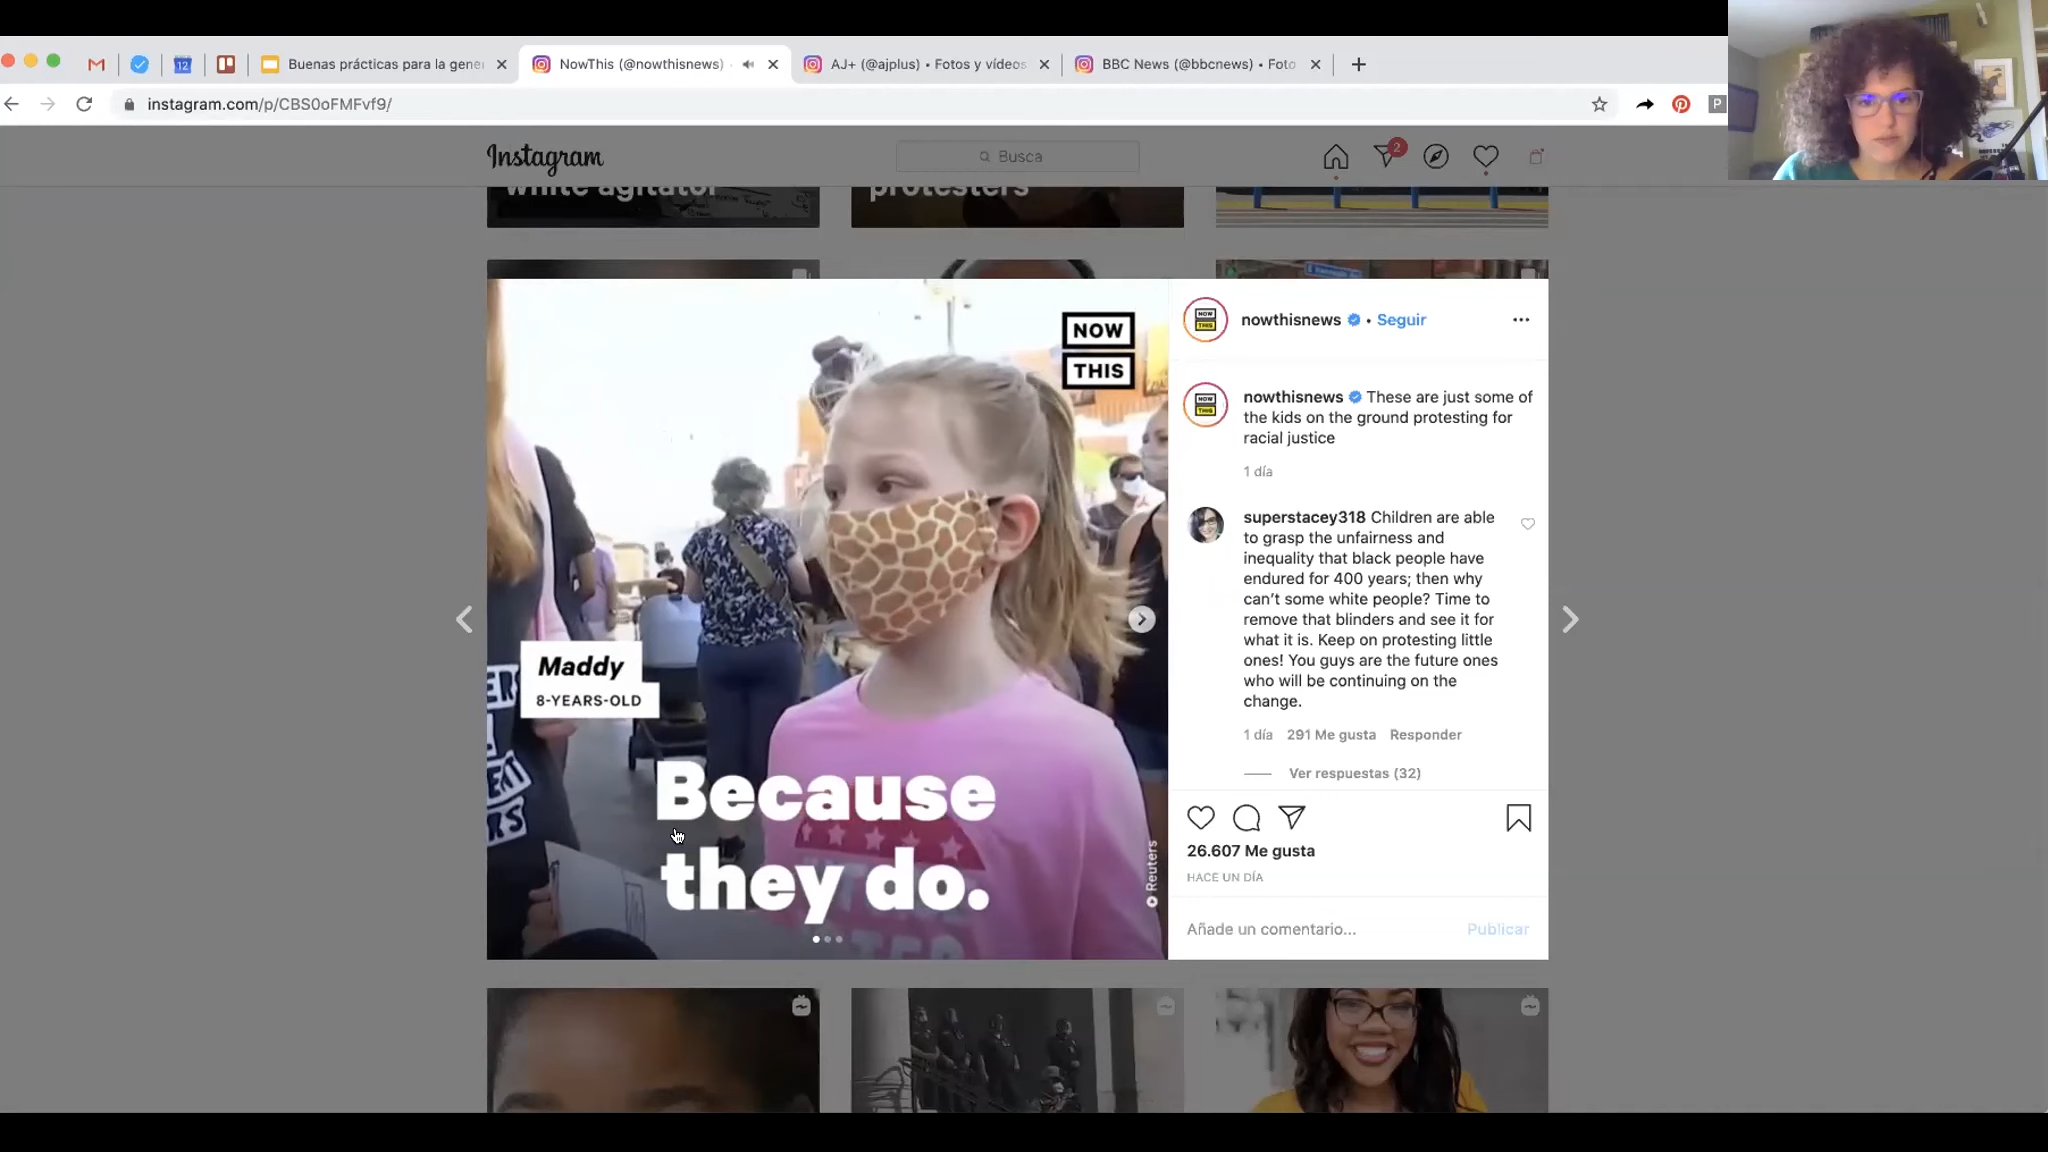 Buenas prácticas para la gene
NowThis (@nowthisnews)
AJ+ (@ajplus) • Fotos y vídeos
BBC News (@bbcnews) • Foto
12
instagram.com/p/CBS0oFMFvf9/
P
Instagram
Busca
2
white agitator
protesters
NOW
THIS
Maddy
8-YEARS-OLD
Because
they do.
Reuters
nowthisnews • Seguir
nowthisnews These are just some of
the kids on the ground protesting for
racial justice
1 día
superstacey318 Children are able
to grasp the unfairness and
inequality that black people have
endured for 400 years; then why
can't some white people? Time to
remove that blinders and see it for
what it is. Keep on protesting little
ones! You guys are the future ones
who will be continuing on the
change.
1 día 291 Me gusta Responder
Ver respuestas (32)
26.607 Me gusta
HACE UN DÍA
Añade un comentario...
Publicar